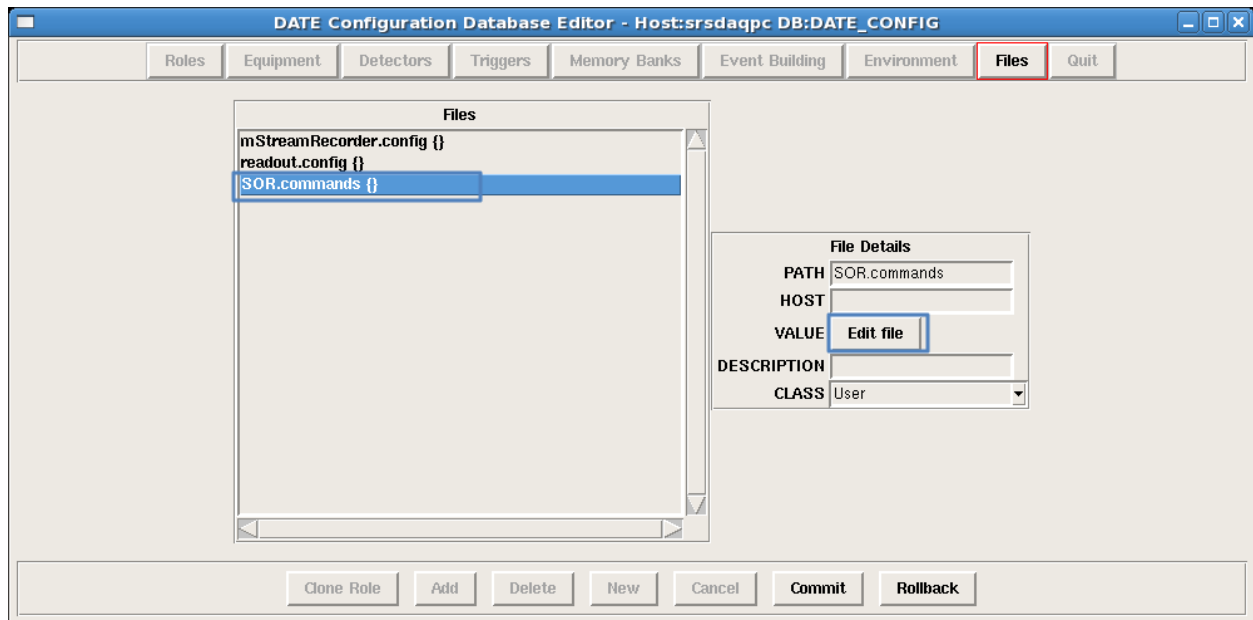 DATE Configuration Database Editor - Host:srsdaqpc DB:DATE_CONFIG
Roles Equipment Detectors Triggers Memory Banks Event Building Environment Files Quit
Files
mStreamRecorder.config {}
readout.config {}
SOR.commands {}
File Details
PATH SOR.commands
HOST
VALUE Edit file
DESCRIPTION
CLASS User
Clone Role Add Delete New Cancel Commit Rollback